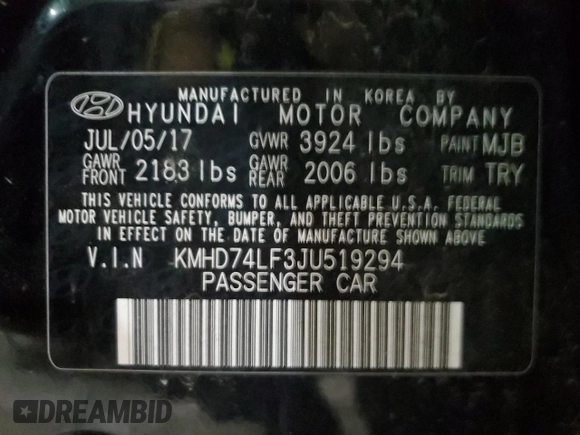 MANUFACTURED IN KOREA BY
HYUNDAI MOTOR COMPANY
JUL/05/17 GVWR 3924 lbs PAINT MJB
GAWR FRONT 2183 lbs GAWR REAR 2006 lbs TRIM TRY
THIS VEHICLE CONFORMS TO ALL APPLICABLE U.S.A. FEDERAL
MOTOR VEHICLE SAFETY, BUMPER, AND THEFT PREVENTION STANDARDS
IN EFFECT ON THE DATE OF MANUFACTURE SHOWN ABOVE
V.I.N KMHD74LF3JU519294
PASSENGER CAR
DREAMBID